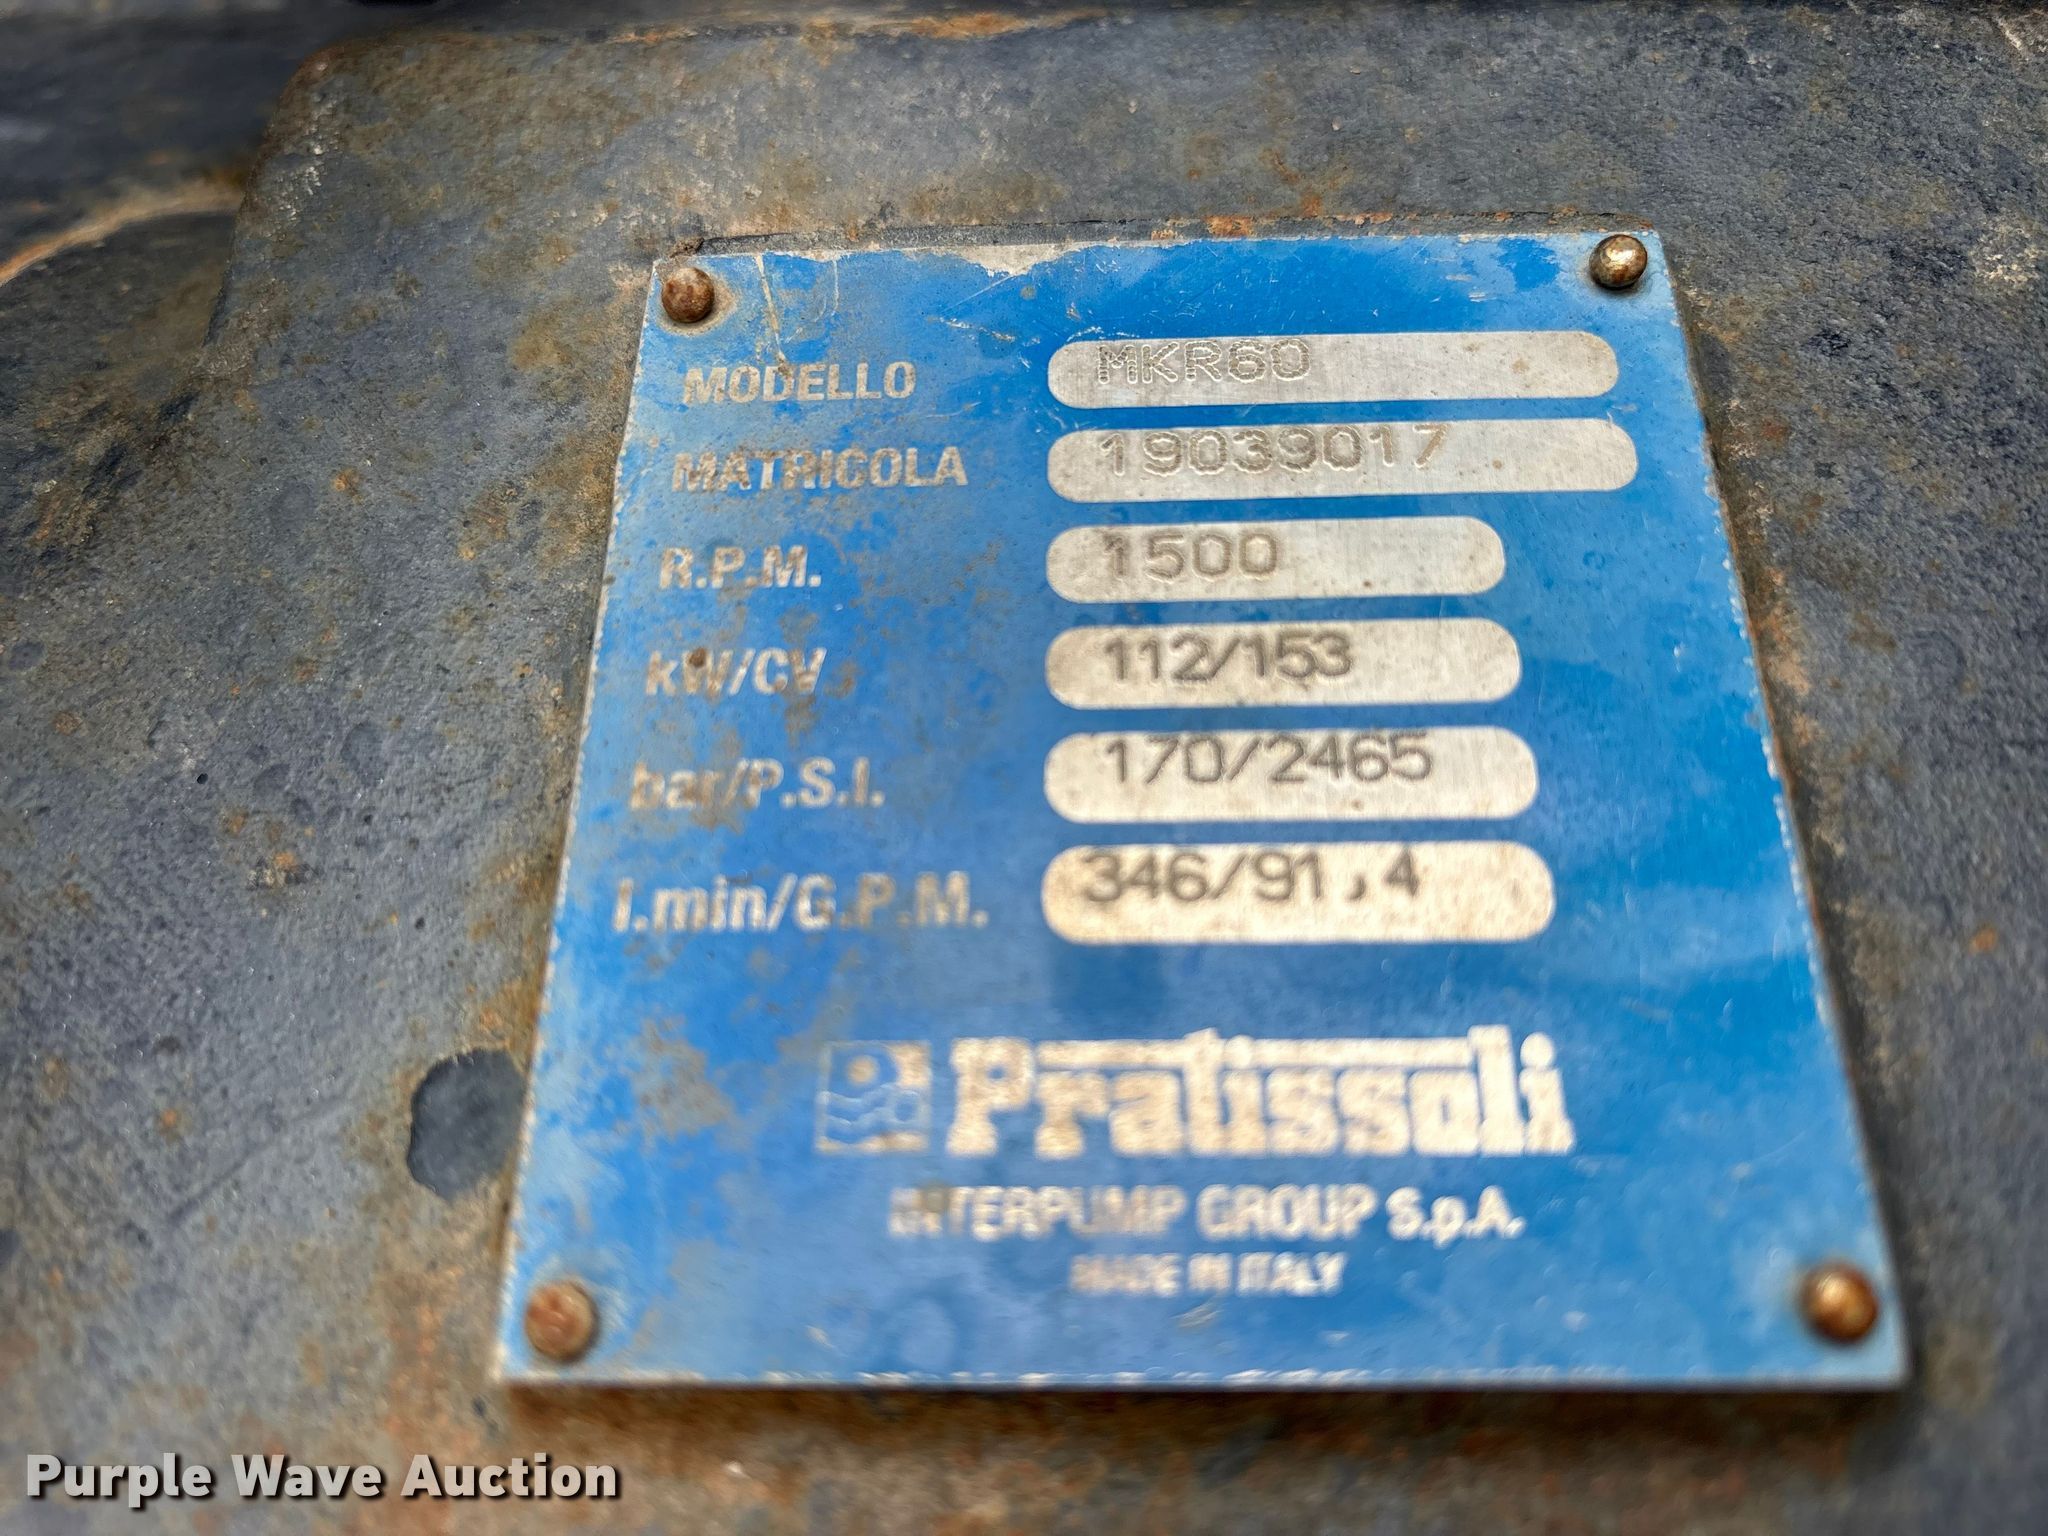 MODELLO MKR60
MATRICOLA 19039017
R.P.M. 1500
kW/CV 112/153
bar/P.S.I. 170/2465
l.min/G.P.M. 346/91,4
Pratissoli
INTERPUMP GROUP S.p.A.
MADE IN ITALY
Purple Wave Auction